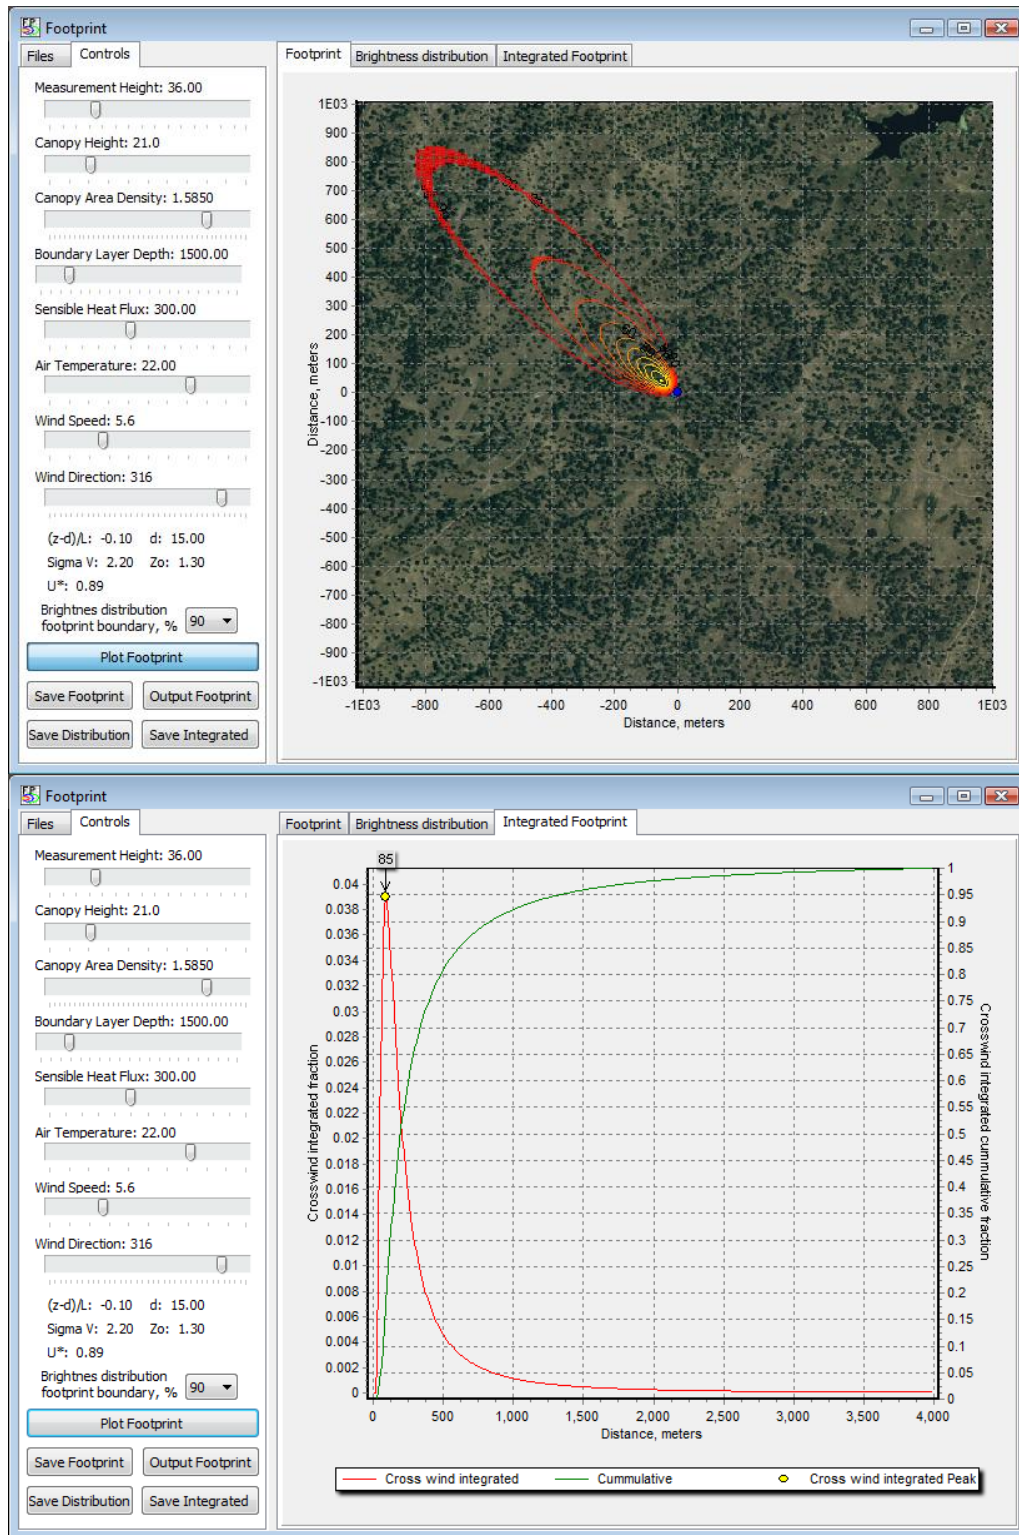 Footprint
Files Controls
Footprint Brightness distribution Integrated Footprint
Measurement Height: 36.00
Canopy Height: 21.0
Canopy Area Density: 1.5850
Boundary Layer Depth: 1500.00
Sensible Heat Flux: 300.00
Air Temperature: 22.00
Wind Speed: 5.6
Wind Direction: 316
(z-d)/L: -0.10 d: 15.00
Sigma V: 2.20 Zo: 1.30
U*: 0.89
Brightnes distribution
footprint boundary, % 90
Plot Footprint
Save Footprint Output Footprint
Save Distribution Save Integrated
1E03
900
800
700
600
500
400
300
200
100
0
-100
-200
-300
-400
-500
-600
-700
-800
-900
-1E03
Distance, meters
-1E03 -800 -600 -400 -200 0 200 400 600 800 1E03
Distance, meters
Footprint
Files Controls
Footprint Brightness distribution Integrated Footprint
Measurement Height: 36.00
Canopy Height: 21.0
Canopy Area Density: 1.5850
Boundary Layer Depth: 1500.00
Sensible Heat Flux: 300.00
Air Temperature: 22.00
Wind Speed: 5.6
Wind Direction: 316
(z-d)/L: -0.10 d: 15.00
Sigma V: 2.20 Zo: 1.30
U*: 0.89
Brightnes distribution
footprint boundary, % 90
Plot Footprint
Save Footprint Output Footprint
Save Distribution Save Integrated
85
0.04
0.038
0.036
0.034
0.032
0.03
0.028
0.026
0.024
0.022
0.02
0.018
0.016
0.014
0.012
0.01
0.008
0.006
0.004
0.002
0
Crosswind integrated fraction
1
0.95
0.9
0.85
0.8
0.75
0.7
0.65
0.6
0.55
0.5
0.45
0.4
0.35
0.3
0.25
0.2
0.15
0.1
0.05
0
Crosswind integrated cummulative fraction
0 500 1,000 1,500 2,000 2,500 3,000 3,500 4,000
Distance, meters
Cross wind integrated Cummulative Cross wind integrated Peak